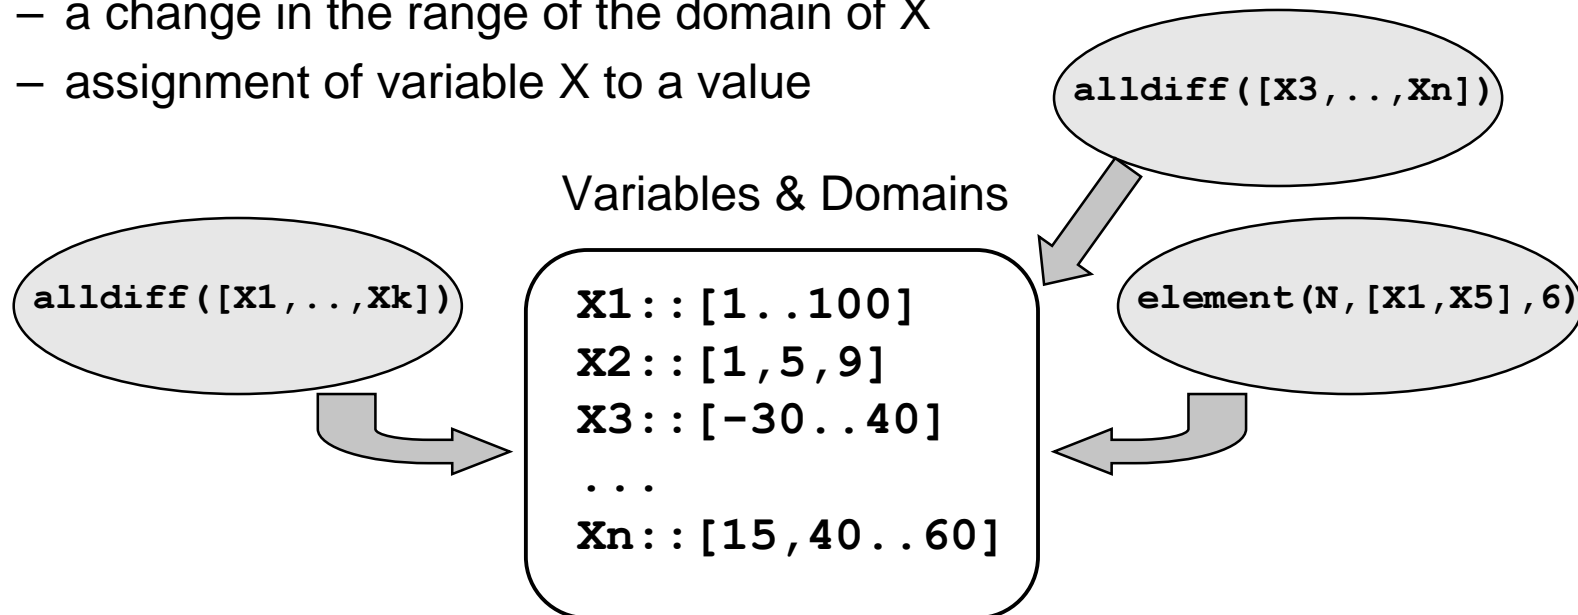 – a change in the range of the domain of X
– assignment of variable X to a value
alldiff([X3,..,Xn])
Variables & Domains
alldiff([X1,..,Xk])
element(N,[X1,X5],6)
X1::[1..100]
X2::[1,5,9]
X3::[-30..40]
...
Xn::[15,40..60]